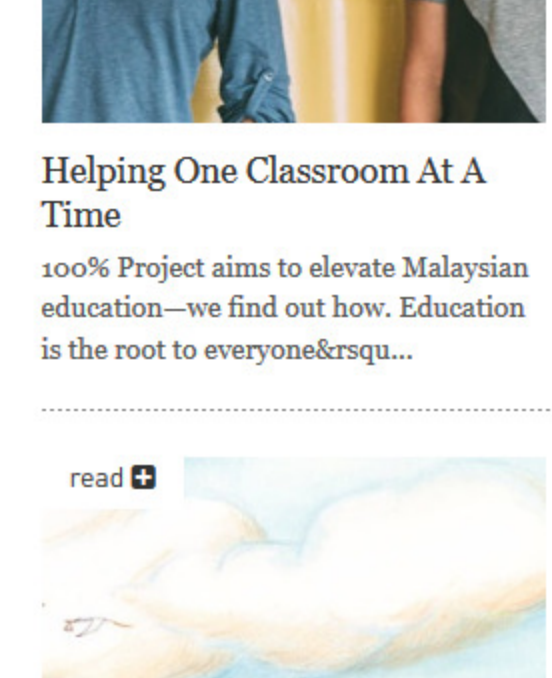 Helping One Classroom At A
Time
100% Project aims to elevate Malaysian
education—we find out how. Education
is the root to everyone&rsqu...
read